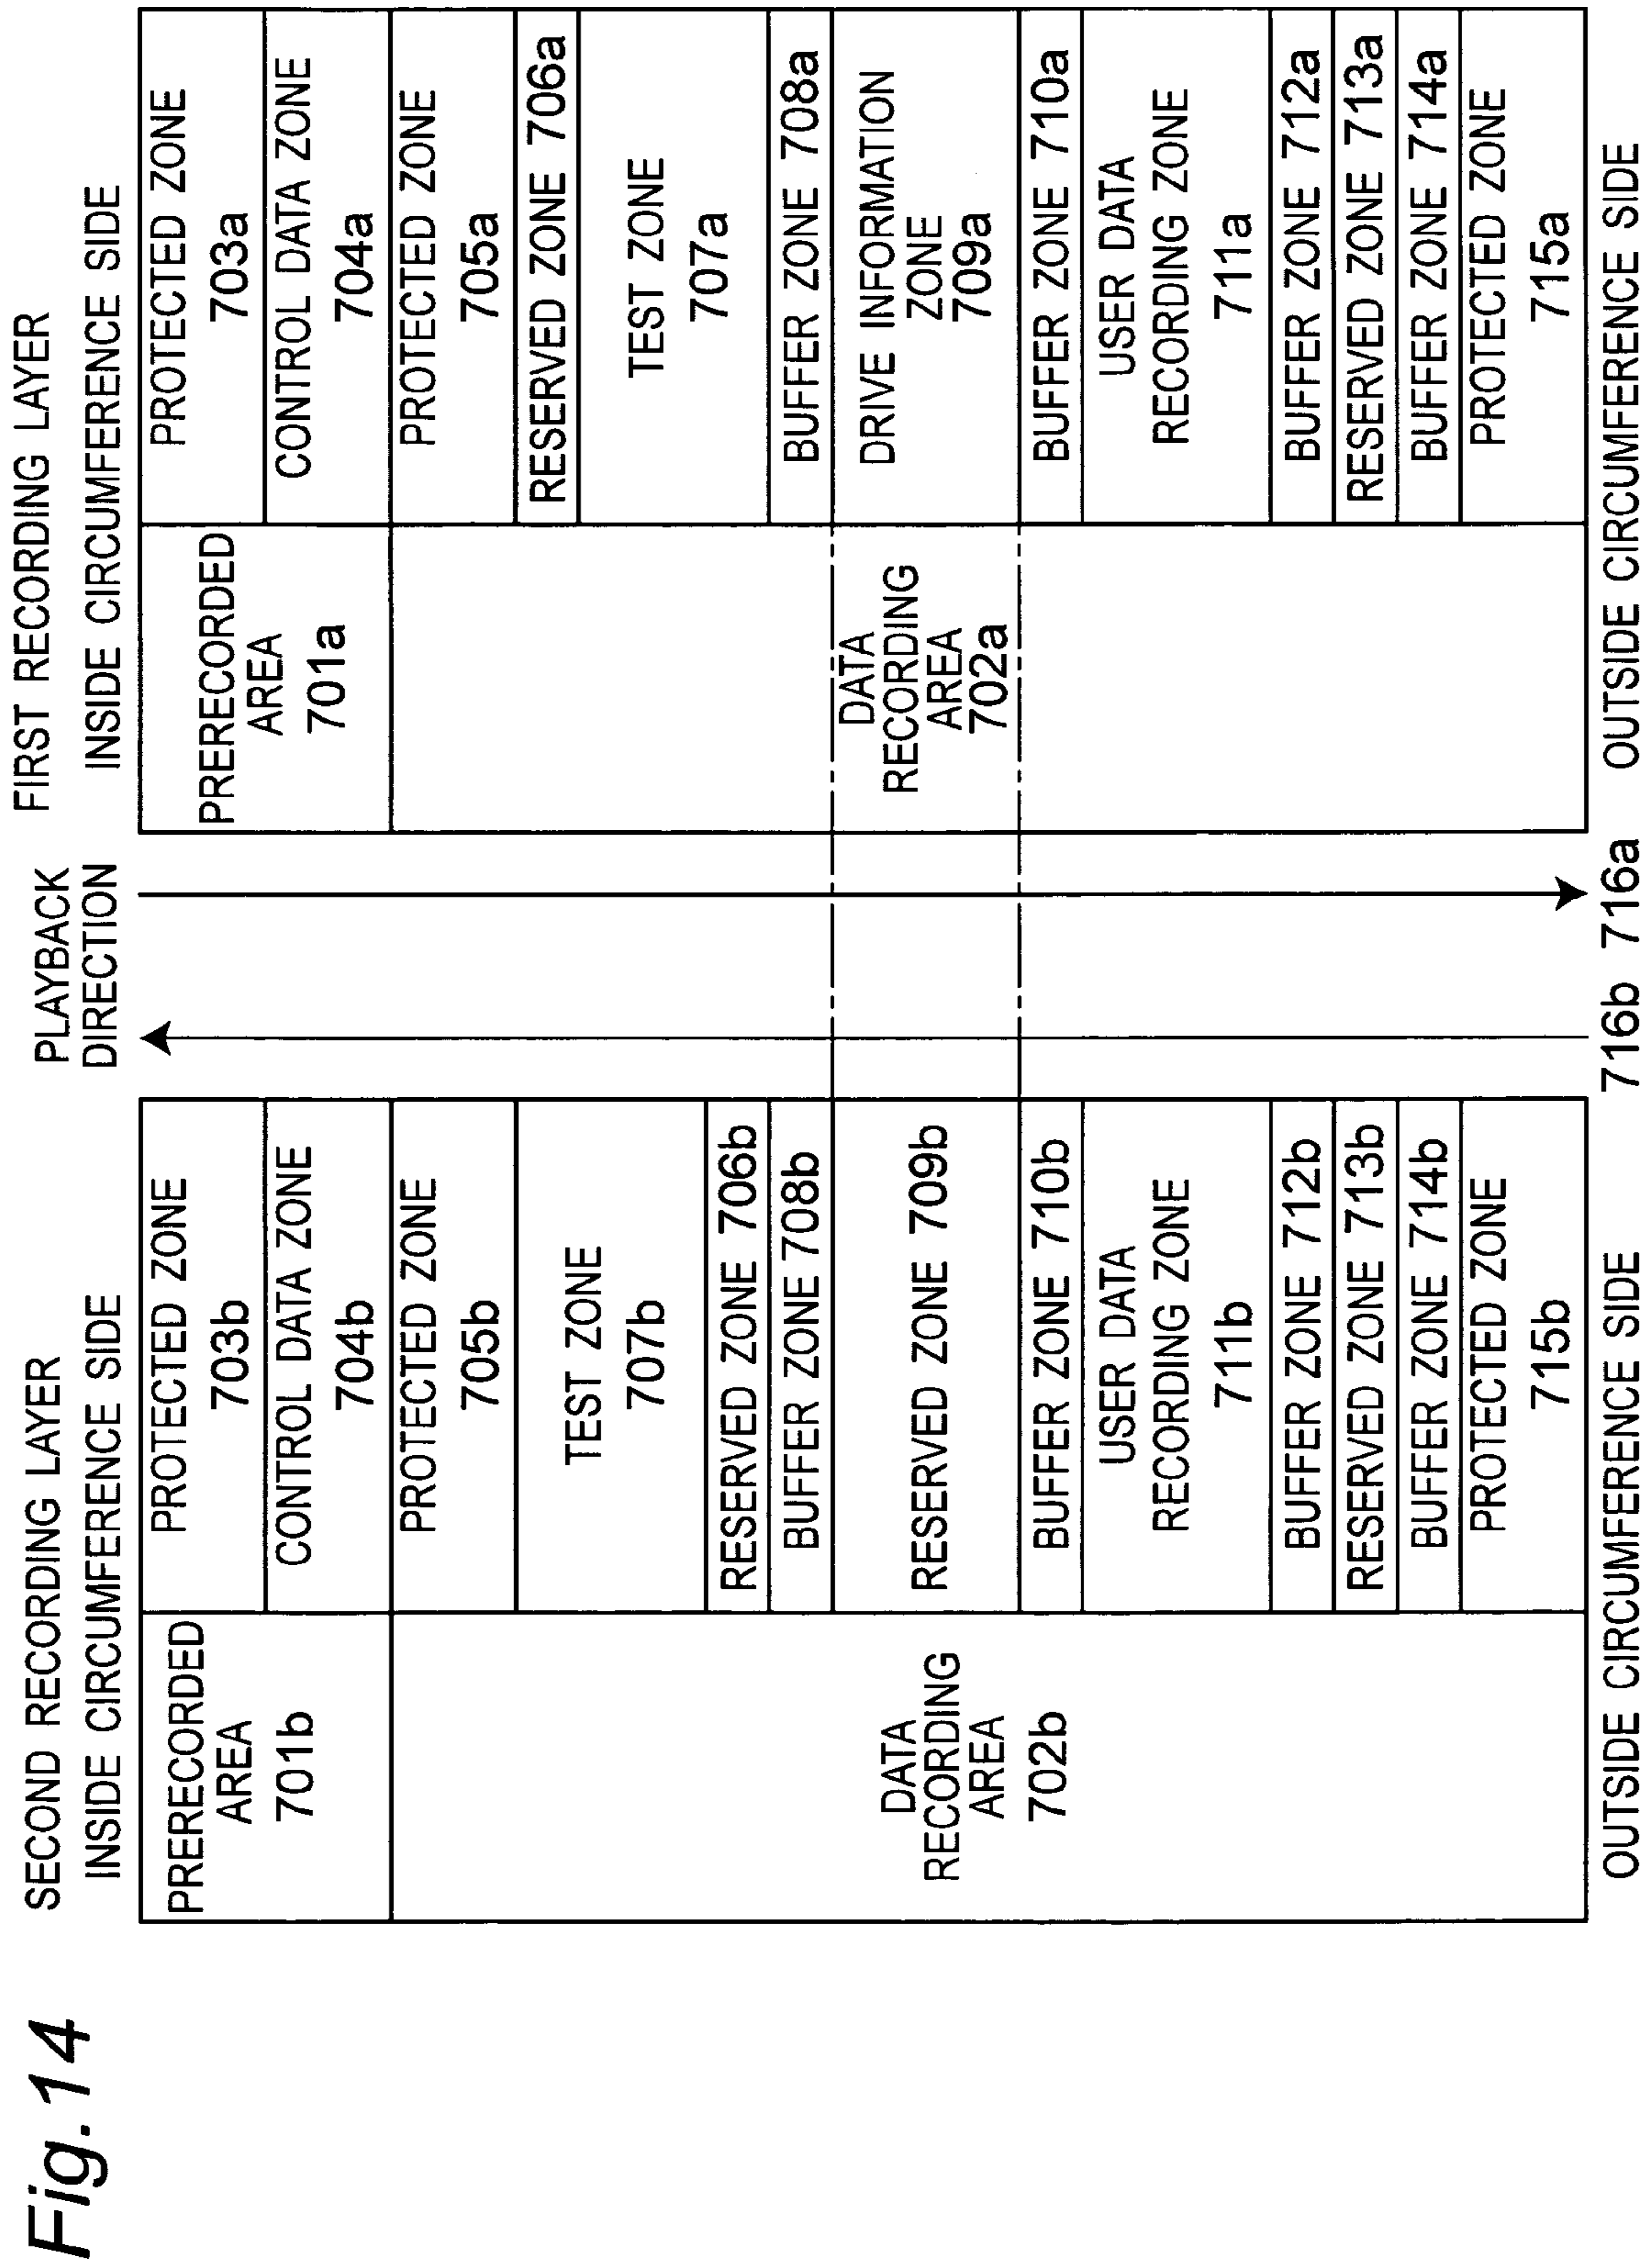 Fig.14
SECOND RECORDING LAYER
INSIDE CIRCUMFERENCE SIDE
PRERECORDED
AREA
701b
DATA
RECORDING
AREA
702b
PROTECTED ZONE
703b
CONTROL DATA ZONE
704b
PROTECTED ZONE
705b
TEST ZONE
707b
RESERVED ZONE 706b
BUFFER ZONE 708b
RESERVED ZONE 709b
BUFFER ZONE 710b
USER DATA
RECORDING ZONE
711b
BUFFER ZONE 712b
RESERVED ZONE 713b
BUFFER ZONE 714b
PROTECTED ZONE
715b
OUTSIDE CIRCUMFERENCE SIDE
PLAYBACK
DIRECTION
716b 716a
FIRST RECORDING LAYER
INSIDE CIRCUMFERENCE SIDE
PRERECORDED
AREA
701a
DATA
RECORDING
AREA
702a
PROTECTED ZONE
703a
CONTROL DATA ZONE
704a
PROTECTED ZONE
705a
RESERVED ZONE 706a
TEST ZONE
707a
BUFFER ZONE 708a
DRIVE INFORMATION
ZONE
709a
BUFFER ZONE 710a
USER DATA
RECORDING ZONE
711a
BUFFER ZONE 712a
RESERVED ZONE 713a
BUFFER ZONE 714a
PROTECTED ZONE
715a
OUTSIDE CIRCUMFERENCE SIDE